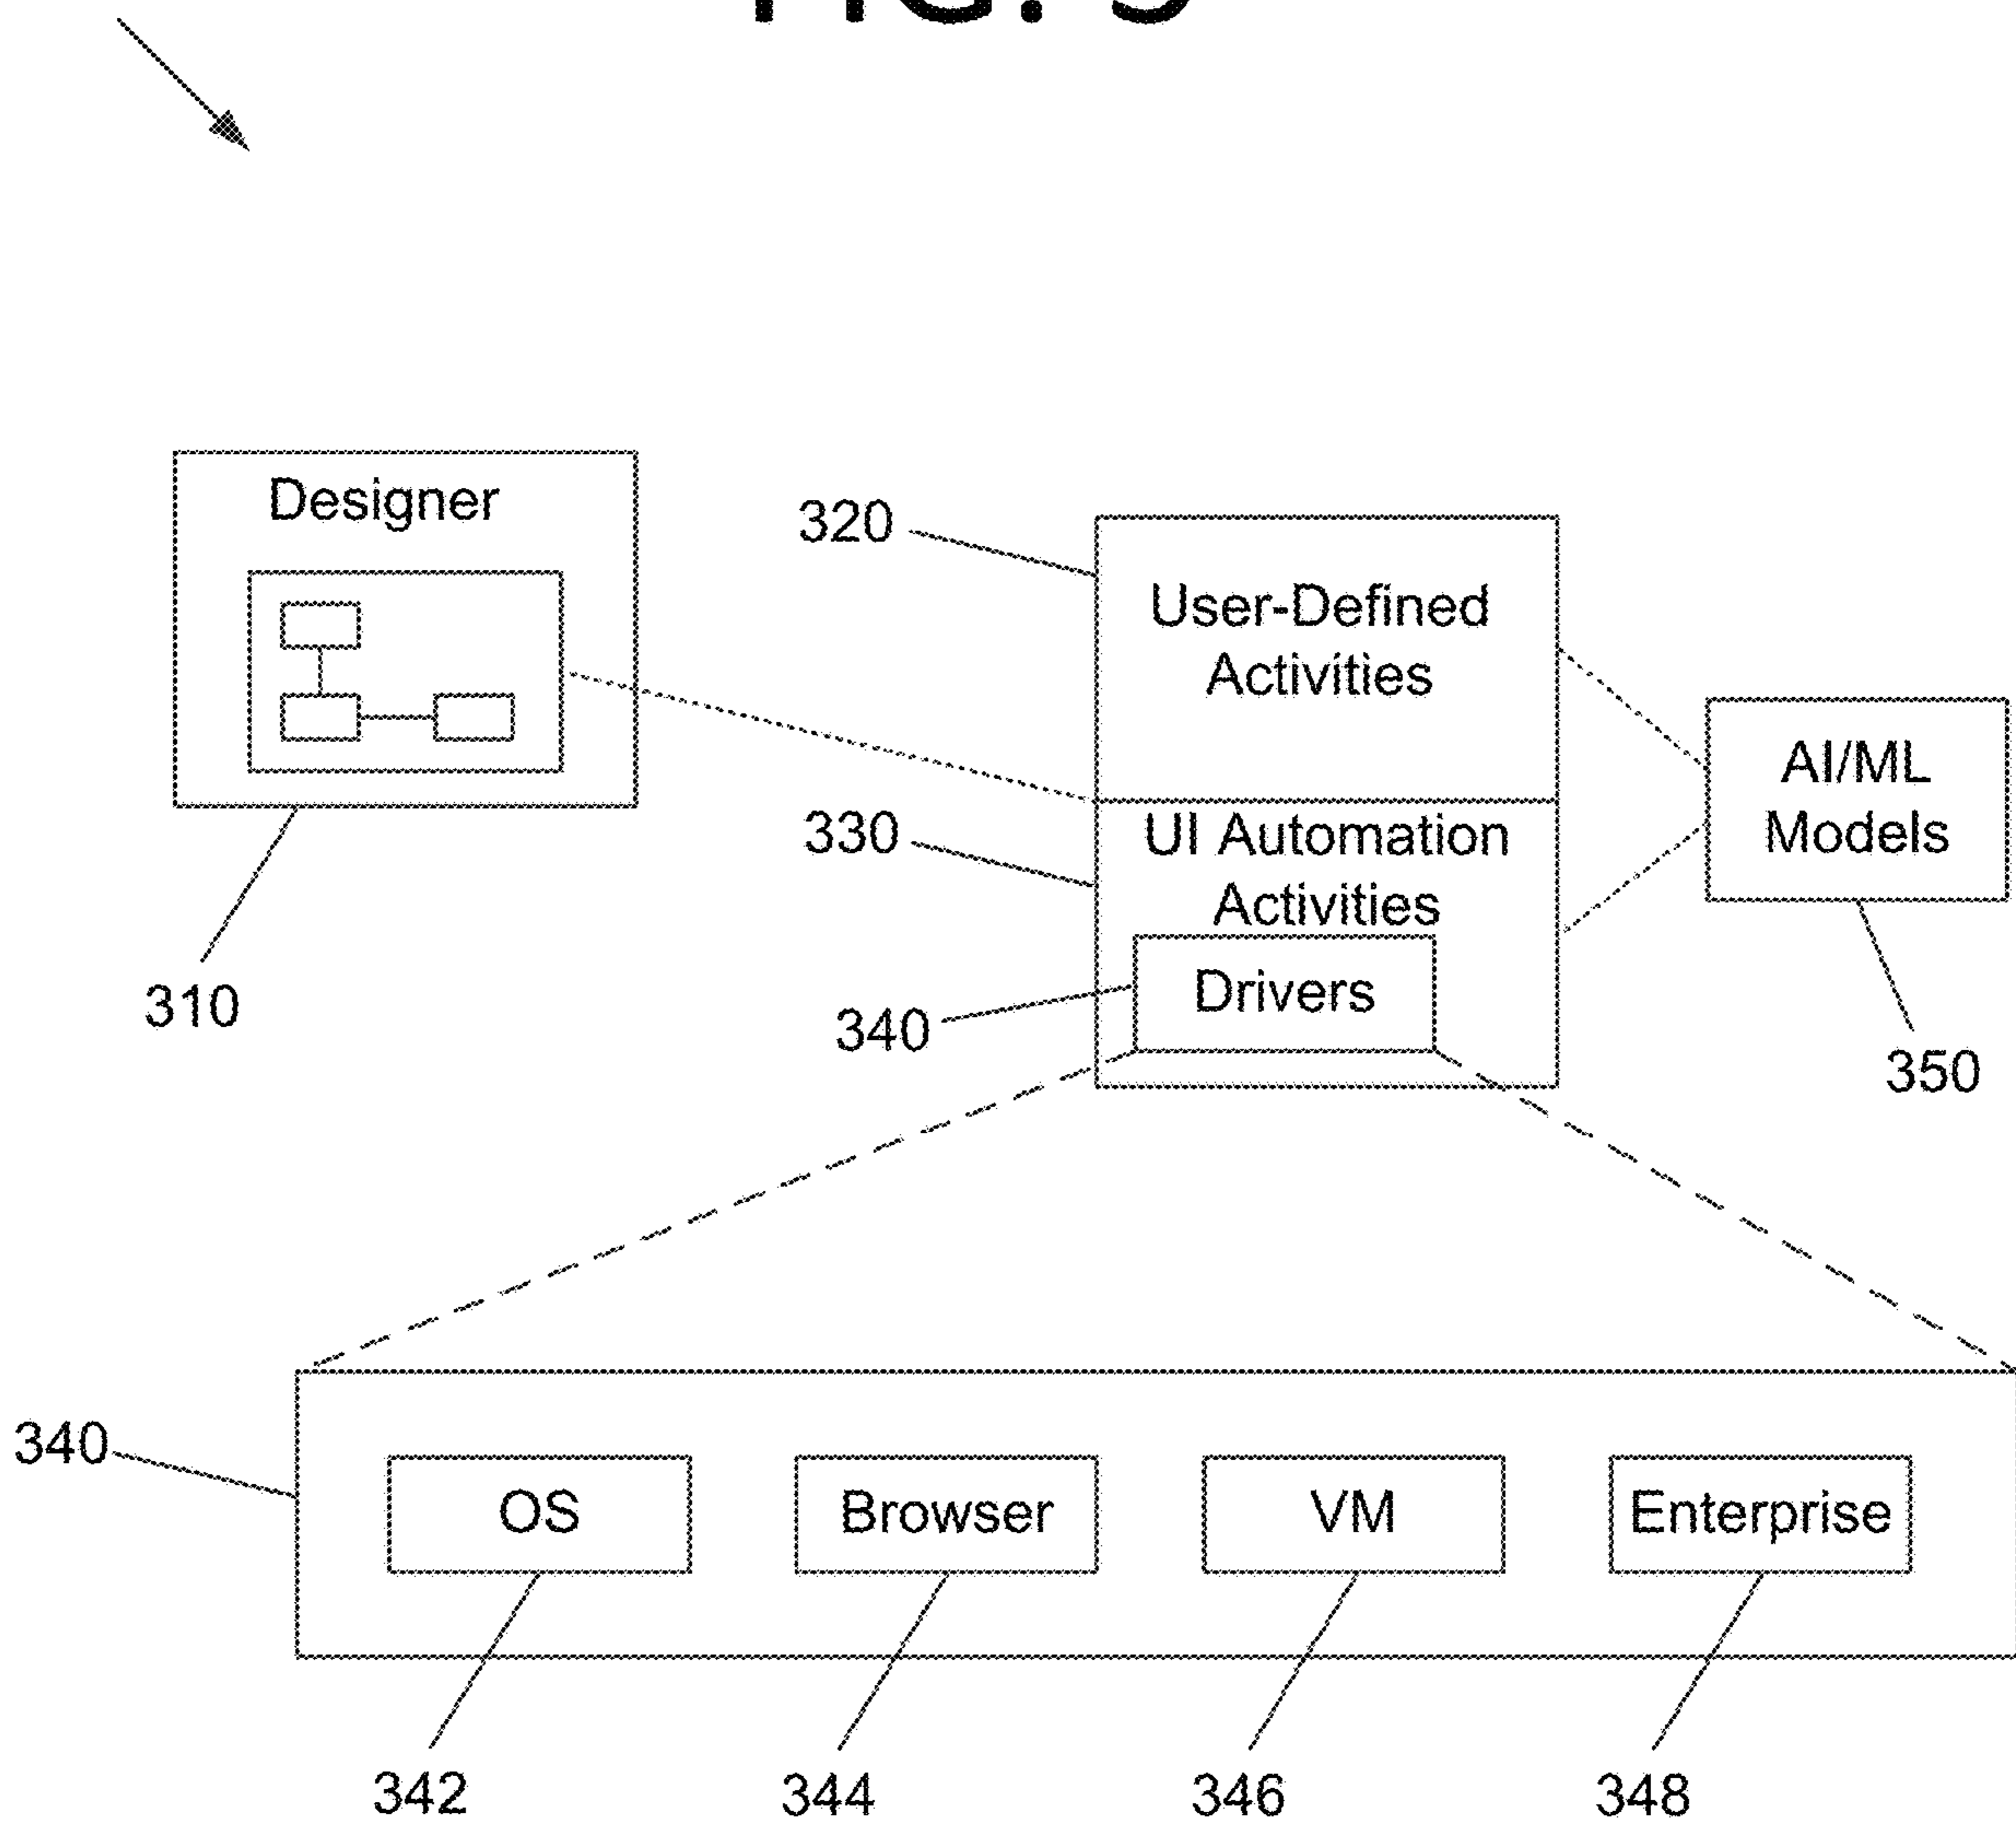 Designer
320
User-Defined
Activities
AI/ML
Models
330
UI Automation
Activities
310
340
Drivers
350
340
OS
Browser
VM
Enterprise
342
344
346
348